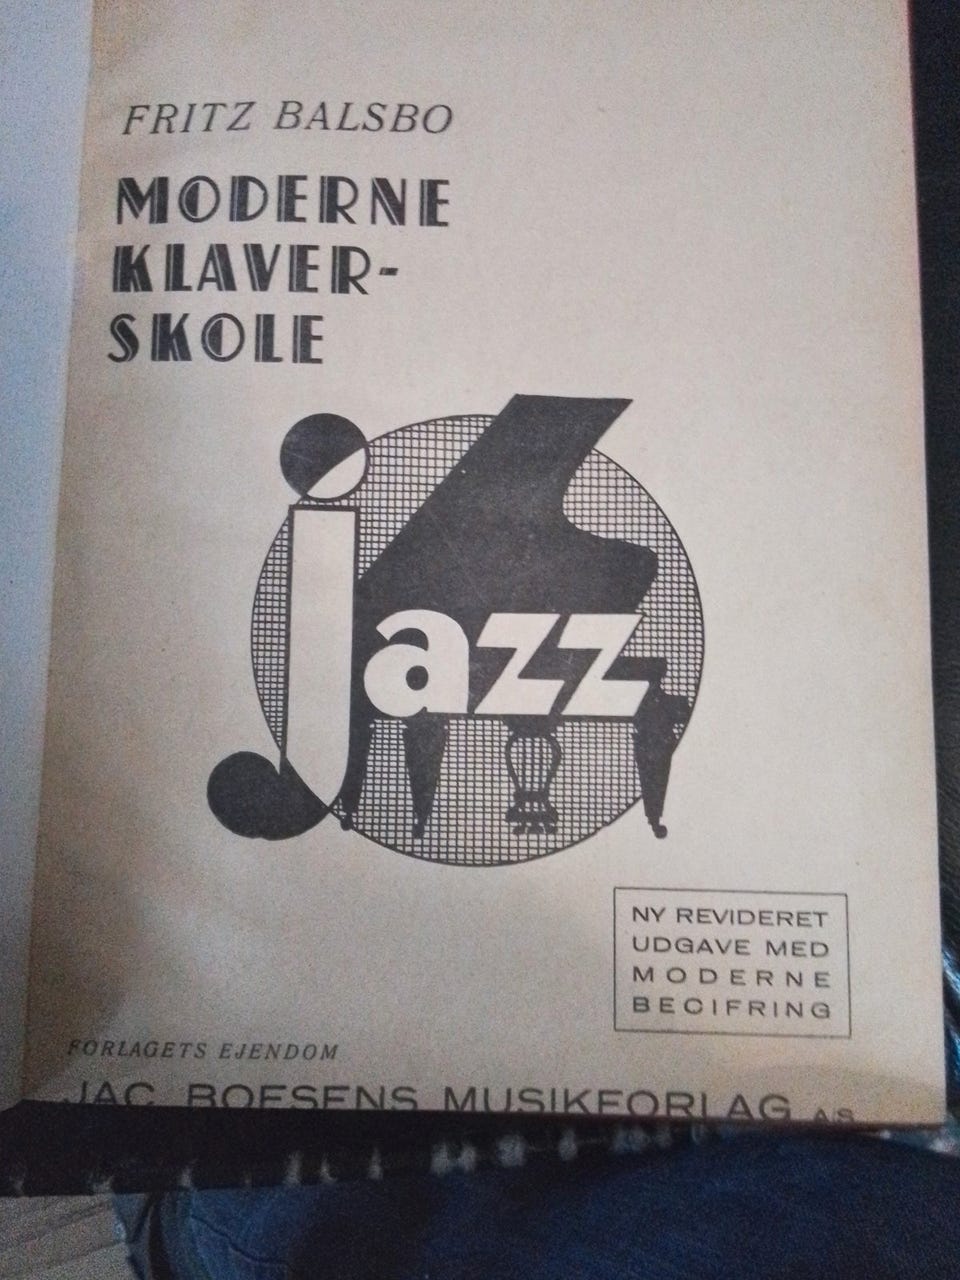 FRITZ BALSBO
MODERNE
KLAVER-
SKOLE
jazz
NY REVIDERET
UDGAVE MED
MODERNE
BECIFRING
FORLAGETS EJENDOM
JAC. BOESENS MUSIKFORLAG A/S